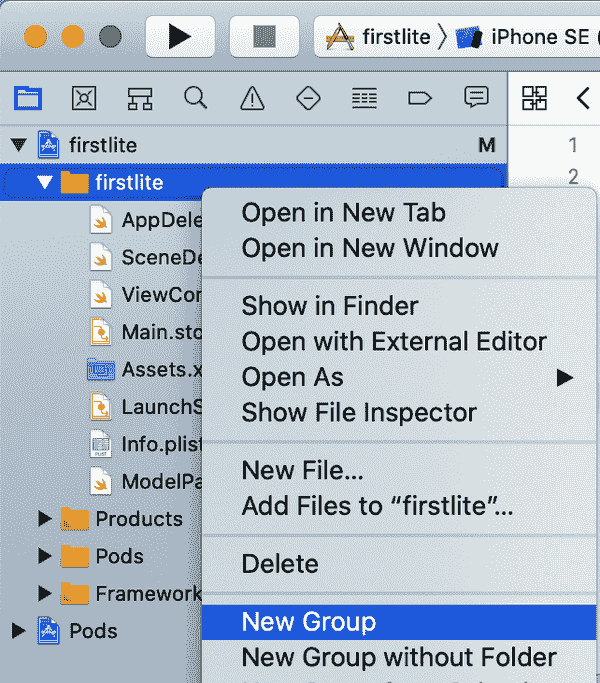 firstlite
iPhone SE (
firstlite
M
firstlite
AppDele
SceneDe
ViewCon
Main.sto
Assets.x
LaunchS
Info.plist
ModelPa
Products
Pods
Framework
Pods
1
2
Open in New Tab
Open in New Window
Show in Finder
Open with External Editor
Open As
Show File Inspector
New File...
Add Files to “firstlite”...
Delete
New Group
New Group without Folder